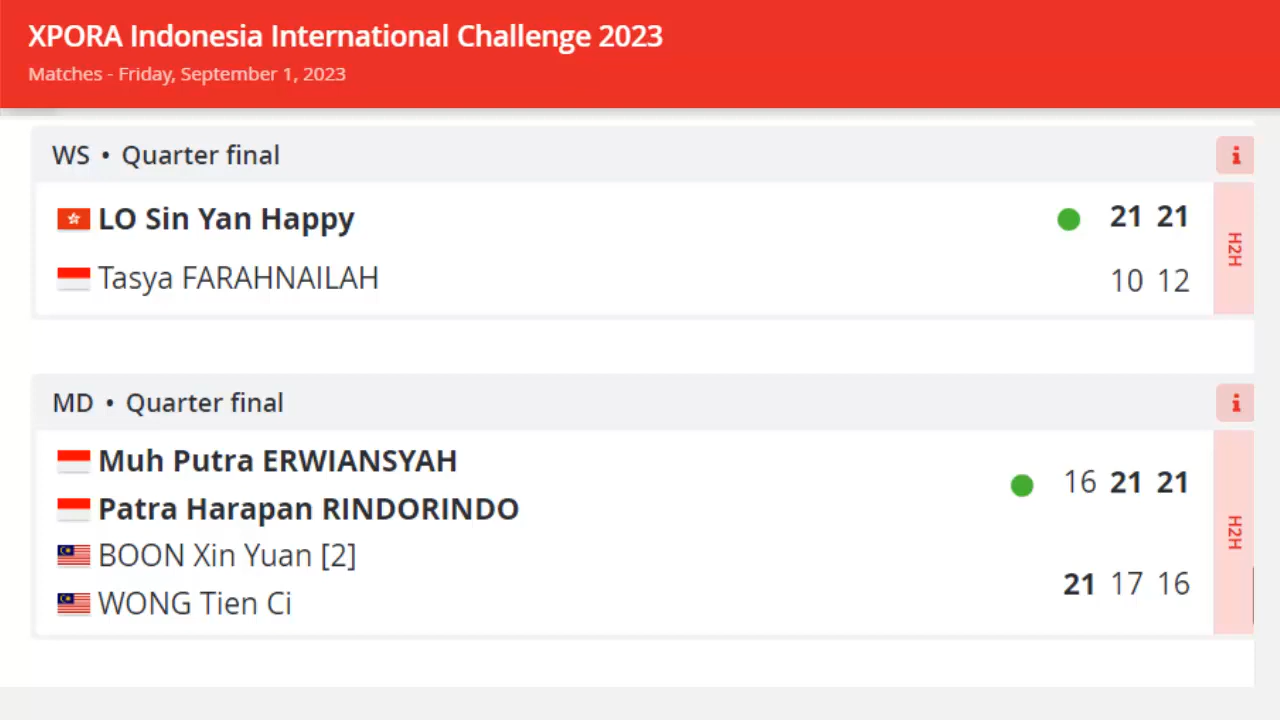 XPORA Indonesia International Challenge 2023
Matches - Friday, September 1, 2023
WS • Quarter final
i
LO Sin Yan Happy 21 21
H2H
Tasya FARAHNAILAH 10 12
MD • Quarter final
i
Muh Putra ERWIANSYAH
16 21 21
Patra Harapan RINDORINDO
H2H
BOON Xin Yuan [2]
21 17 16
WONG Tien Ci